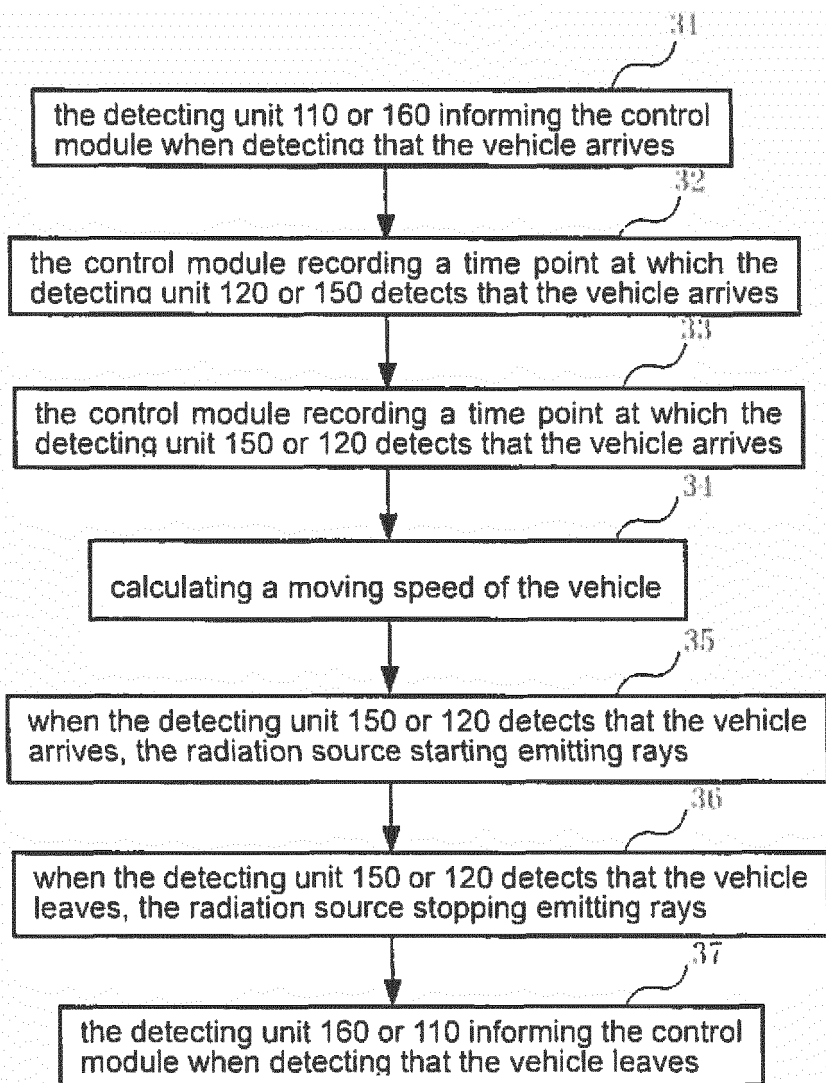 31
the detecting unit 110 or 160 informing the control
module when detecting that the vehicle arrives
32
the control module recording a time point at which the
detecting unit 120 or 150 detects that the vehicle arrives
33
the control module recording a time point at which the
detecting unit 150 or 120 detects that the vehicle arrives
34
calculating a moving speed of the vehicle
35
when the detecting unit 150 or 120 detects that the vehicle
arrives, the radiation source starting emitting rays
36
when the detecting unit 150 or 120 detects that the vehicle
leaves, the radiation source stopping emitting rays
37
the detecting unit 160 or 110 informing the control
module when detecting that the vehicle leaves